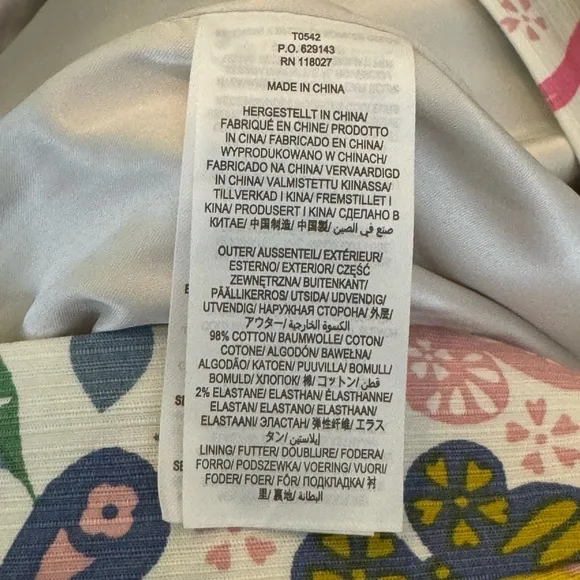 T0542
P.O. 629143
RN 118027
MADE IN CHINA
HERGESTELLT IN CHINA/
FABRIQUÉ EN CHINE/ PRODOTTO
IN CINA/ FABRICADO EN CHINA/
WYPRODUKOWANO W CHINACH/
FABRICADO NA CHINA/ VERVAARDIGD
IN CHINA/ VALMISTETTU KIINASSA/
TILLVERKAD I KINA/ FREMSTILLET I
KINA/ PRODUSERT I KINA/ СДЕЛАНО В
КИТАЕ/ 中国制造/ 中国製/ صنع في الصين
OUTER/ AUSSENTEIL/ EXTÉRIEUR/
ESTERNO/ EXTERIOR/ CZĘŚĆ
ZEWNĘTRZNA/ BUITENKANT/
PÄÄLLIKERROS/ UTSIDA/ UDVENDIG/
UTVENDIG/ НАРУЖНАЯ СТОРОНА/ 外层/
アウター/ الكسوة الخارجية
98% COTTON/ BAUMWOLLE/ COTON/
COTONE/ ALGODÓN/ BAWEŁNA/
ALGODÃO/ KATOEN/ PUUVILLA/ BOMULL/
BOMULD/ ХЛОПОК/ 棉/ コットン/ قطن
2% ELASTANE/ ELASTHAN/ ÉLASTHANNE/
ELASTAN/ ELASTANO/ ELASTHAAN/
ELASTAANI/ ЭЛАСТАН/ 弹性纤维/ エラス
タン/ إيلاستين
LINING/ FUTTER/ DOUBLURE/ FODERA/
FORRO/ PODSZEWKA/ VOERING/ VUORI/
FODER/ FOER/ FÔR/ ПОДКЛАДКА/ 衬
里/ 裏地/ البطانة